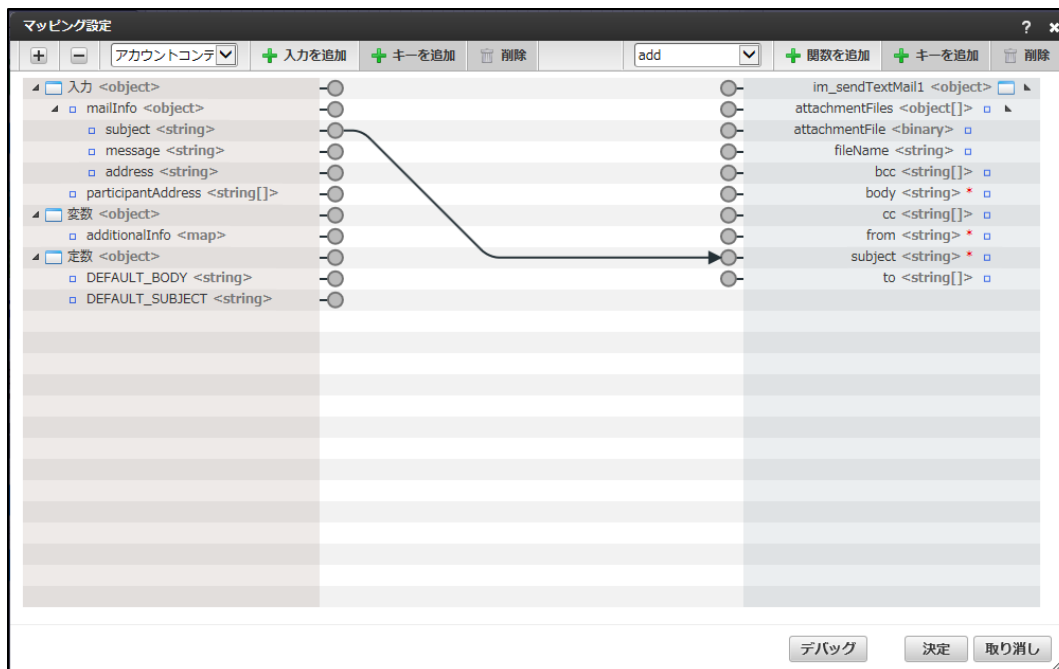 マッピング設定 ?
アカウントコンテ 入力を追加 キーを追加 削除 add 関数を追加 キーを追加 削除
入力 <object> im_sendTextMail1 <object>
mailInfo <object> attachmentFiles <object[]>
subject <string> attachmentFile <binary>
message <string> fileName <string>
address <string> bcc <string[]>
participantAddress <string[]> body <string> *
変数 <object> cc <string[]>
additionalInfo <map> from <string> *
定数 <object> subject <string> *
DEFAULT_BODY <string> to <string[]>
DEFAULT_SUBJECT <string>
デバッグ 決定 取り消し